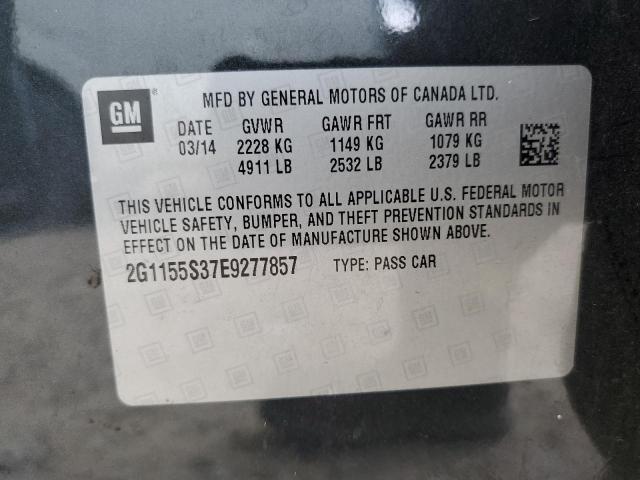 GM
MFD BY GENERAL MOTORS OF CANADA LTD.
DATE GVWR GAWR FRT GAWR RR
03/14 2228 KG 1149 KG 1079 KG
4911 LB 2532 LB 2379 LB
THIS VEHICLE CONFORMS TO ALL APPLICABLE U.S. FEDERAL MOTOR
VEHICLE SAFETY, BUMPER, AND THEFT PREVENTION STANDARDS IN
EFFECT ON THE DATE OF MANUFACTURE SHOWN ABOVE.
2G1155S37E9277857 TYPE: PASS CAR